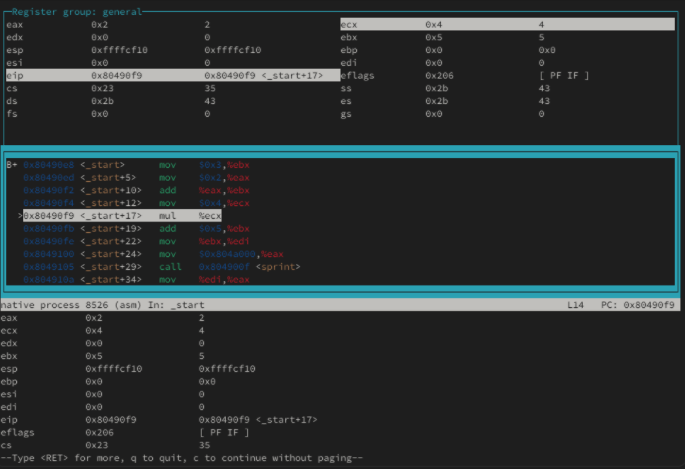 Register group: general
eax 0x2 2 ecx 0x4 4
edx 0x0 0 ebx 0x5 5
esp 0xffffcf10 0xffffcf10 ebp 0x0 0x0
esi 0x0 0 edi 0x0 0
eip 0x80490f9 0x80490f9 <_start+17> eflags 0x206 [ PF IF ]
cs 0x23 35 ss 0x2b 43
ds 0x2b 43 es 0x2b 43
fs 0x0 0 gs 0x0 0
B+ 0x80490e8 <_start> mov $0x3,%ebx
0x80490ed <_start+5> mov $0x2,%eax
0x80490f2 <_start+10> add %eax,%ebx
0x80490f4 <_start+12> mov $0x4,%ecx
>0x80490f9 <_start+17> mul %ecx
0x80490fb <_start+19> add $0x5,%ebx
0x80490fe <_start+22> mov %ebx,%edi
0x8049100 <_start+24> mov $0x804a000,%eax
0x8049105 <_start+29> call 0x804900f <sprint>
0x804910a <_start+34> mov %edi,%eax
native process 8526 (asm) In: _start L14 PC: 0x80490f9
eax 0x2 2
ecx 0x4 4
edx 0x0 0
ebx 0x5 5
esp 0xffffcf10 0xffffcf10
ebp 0x0 0x0
esi 0x0 0
edi 0x0 0
eip 0x80490f9 0x80490f9 <_start+17>
eflags 0x206 [ PF IF ]
cs 0x23 35
--Type <RET> for more, q to quit, c to continue without paging--